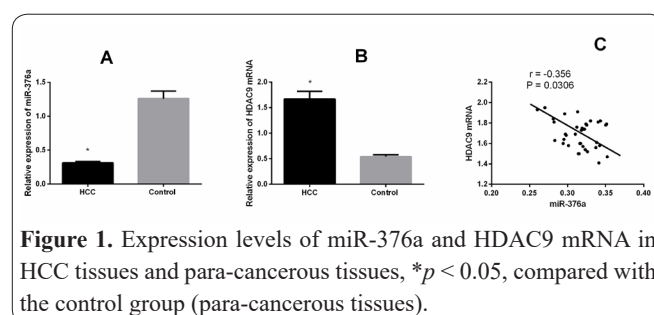 A
B
C
Relative expression of miR-376a
1.5
1.0
0.5
0.0
*
HCC
Control
Relative expression of HDAC9 mRNA
2.0
1.5
1.0
0.5
0.0
*
HCC
Control
r = -0.356
P = 0.0306
HDAC9 mRNA
2.0
1.8
1.6
1.4
1.2
0.20
0.25
0.30
0.35
0.40
miR-376a
Figure 1. Expression levels of miR-376a and HDAC9 mRNA in
HCC tissues and para-cancerous tissues, *p < 0.05, compared with
the control group (para-cancerous tissues).